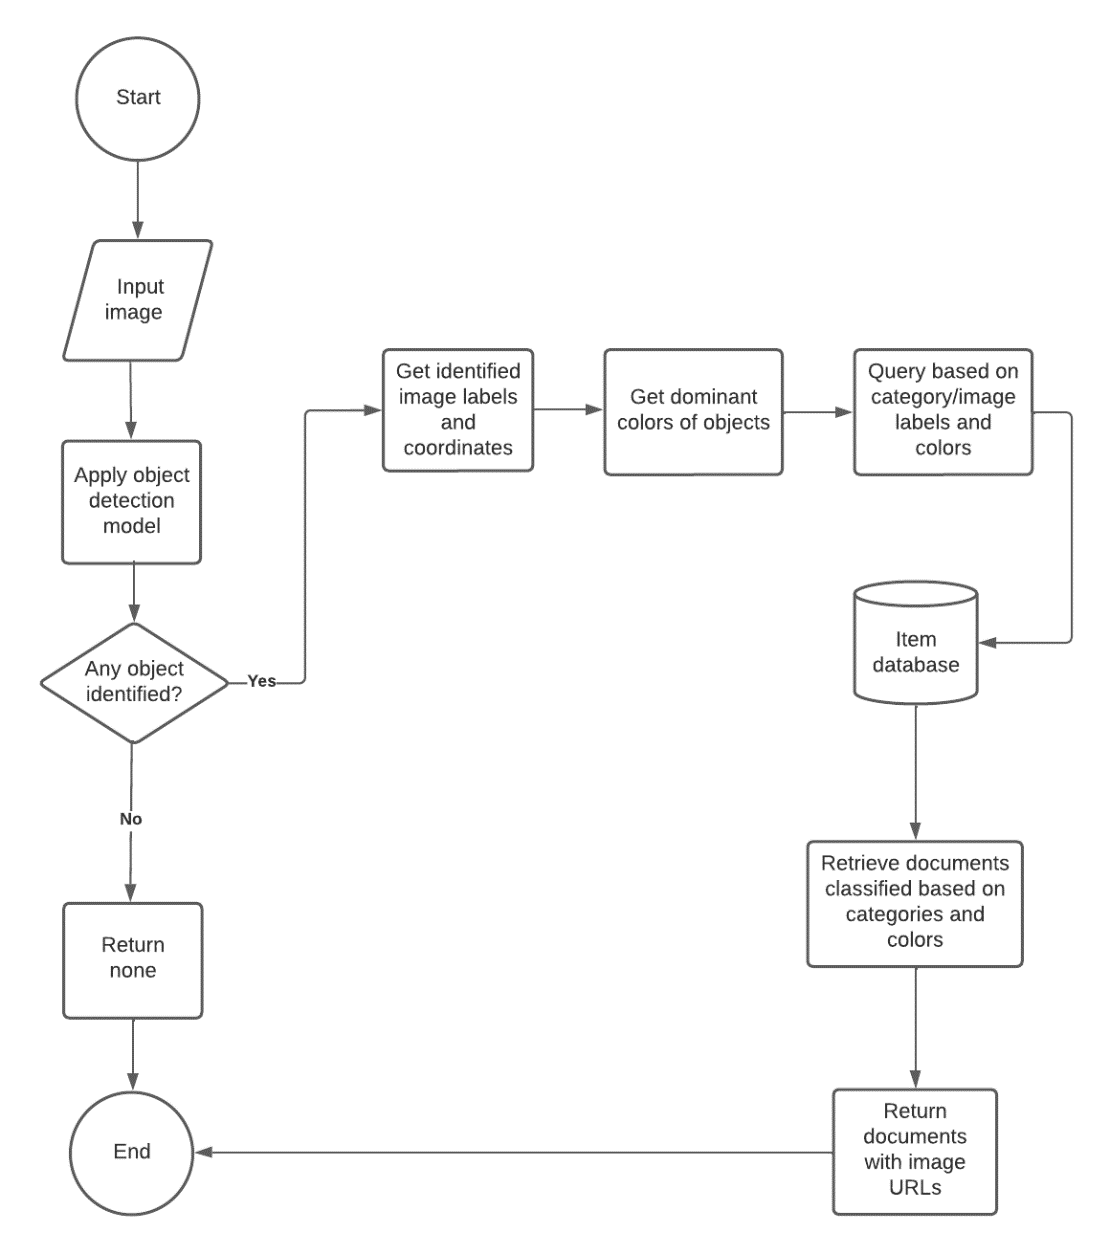 Start
Input
image
Apply object
detection
model
Any object
identified?
Yes
No
Return
none
End
Get identified
image labels
and
coordinates
Get dominant
colors of objects
Query based on
category/image
labels and
colors
Item
database
Retrieve documents
classified based on
categories and
colors
Return
documents
with image
URLs